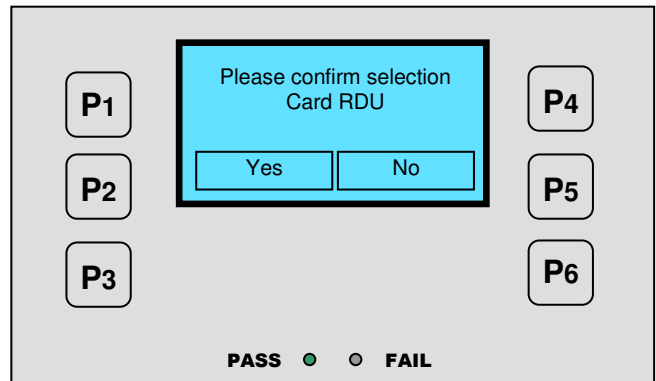 Please confirm selection
Card RDU
Yes No
P1
P2
P3
P4
P5
P6
PASS FAIL